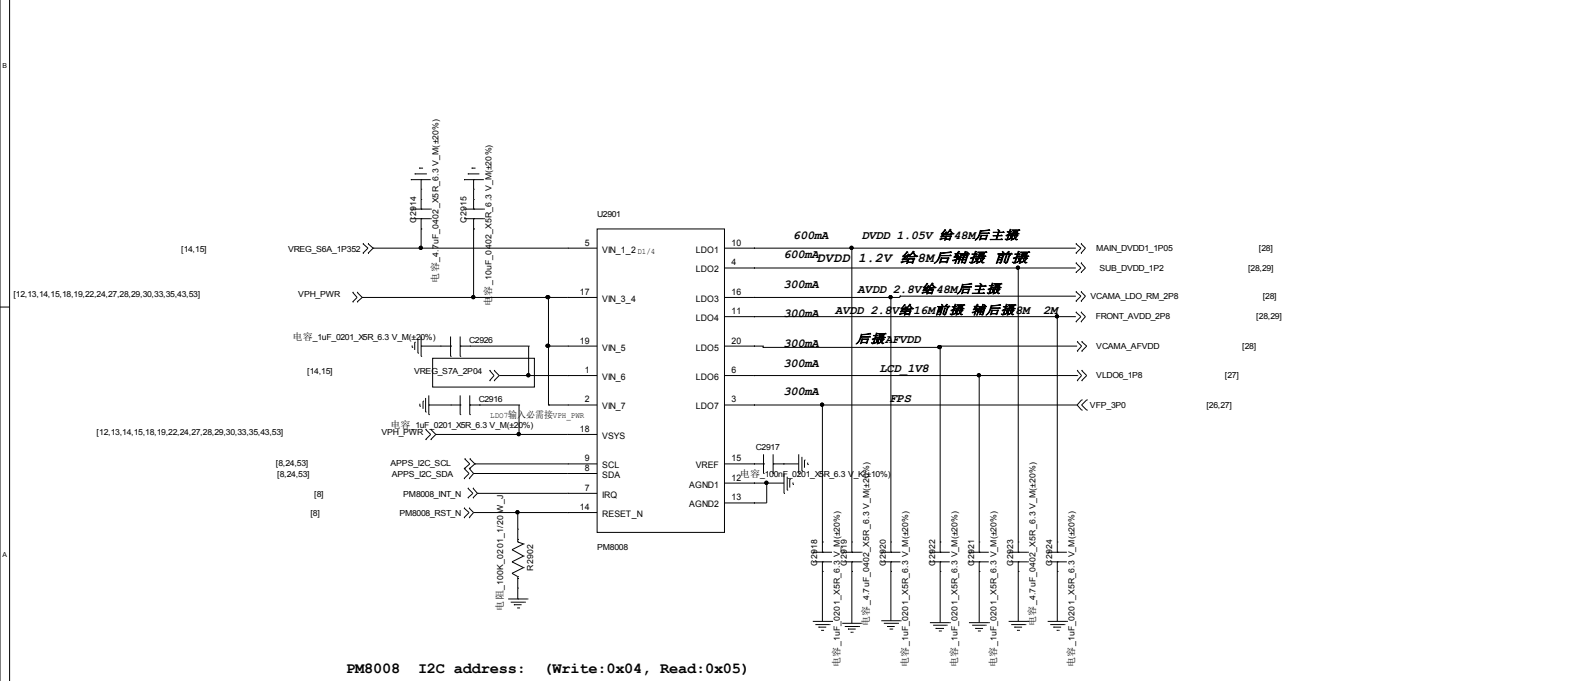 B
电容_4.7uF_0402_X5R_6.3 V_M(±20%)
电容_10uF_0402_X5R_6.3 V_M(±20%)
C2914
C2915
U2901
[14,15]
VREG_S6A_1P352
5
VIN_1_2
D1/4
LDO1
10
600mA
DVDD 1.05V 给48M后主摄
MAIN_DVDD1_1P05
[28]
LDO2
4
600mA
DVDD 1.2V 给8M后辅摄 前摄
SUB_DVDD_1P2
[28,29]
[12,13,14,15,18,19,22,24,27,28,29,30,33,35,43,53]
VPH_PWR
17
VIN_3_4
LDO3
16
300mA
AVDD 2.8V给48M后主摄
VCAMA_LDO_RM_2P8
[28]
LDO4
11
300mA
AVDD 2.8V给16M前摄 辅后摄8M 2M
FRONT_AVDD_2P8
[28,29]
电容_1uF_0201_X5R_6.3 V_M(±20%)
C2926
19
VIN_5
LDO5
20
300mA
后摄AFVDD
VCAMA_AFVDD
[28]
[14,15]
VREG_S7A_2P04
1
VIN_6
LDO6
6
300mA
LCD_1V8
VLDO6_1P8
[27]
C2916
2
VIN_7
LDO7
3
300mA
FPS
VFP_3P0
[26,27]
LDO7输入必需接VPH_PWR
电容_1uF_0201_X5R_6.3 V_M(±20%)
[12,13,14,15,18,19,22,24,27,28,29,30,33,35,43,53]
VPH_PWR
18
VSYS
C2917
[8,24,53]
APPS_I2C_SCL
9
SCL
VREF
15
[8,24,53]
APPS_I2C_SDA
8
SDA
电容_100nF_0201_X5R_6.3 V_K(±10%)
AGND1
12
[8]
PM8008_INT_N
7
IRQ
AGND2
13
[8]
PM8008_RST_N
14
RESET_N
PM8008
电阻_100K_0201_1/20W_J
R2902
A
C2918
电容_1uF_0201_X5R_6.3 V_M(±20%)
C2919
电容_4.7uF_0402_X5R_6.3 V_M(±20%)
C2920
电容_1uF_0201_X5R_6.3 V_M(±20%)
C2922
电容_1uF_0201_X5R_6.3 V_M(±20%)
C2921
电容_1uF_0201_X5R_6.3 V_M(±20%)
C2923
电容_4.7uF_0402_X5R_6.3 V_M(±20%)
C2924
电容_1uF_0201_X5R_6.3 V_M(±20%)
PM8008 I2C address: (Write:0x04, Read:0x05)